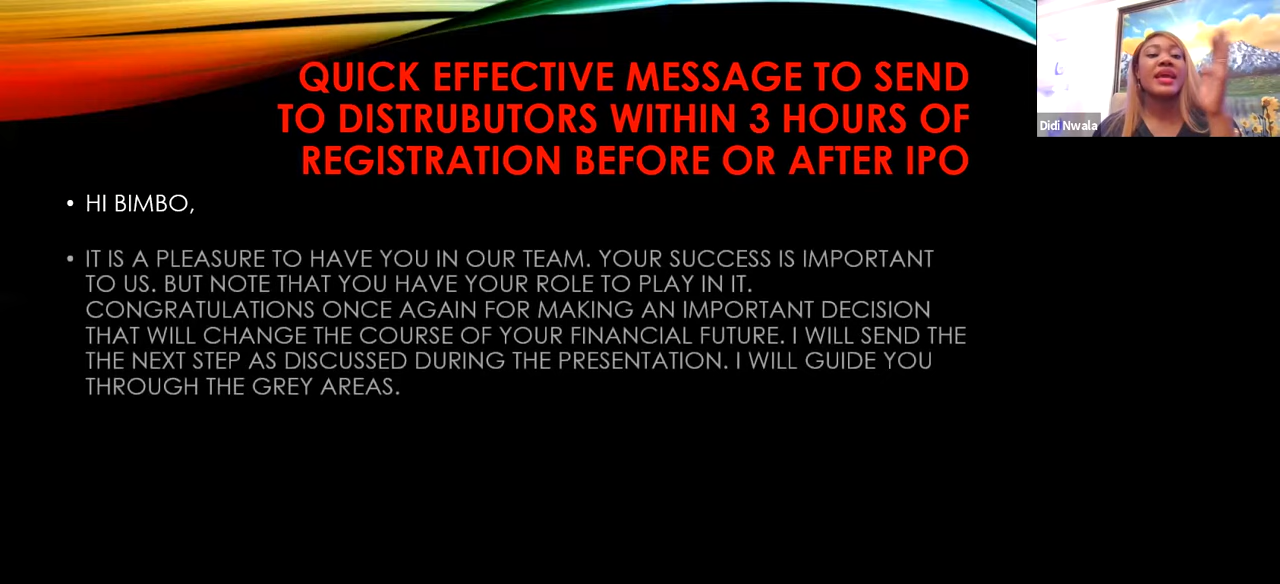 QUICK EFFECTIVE MESSAGE TO SEND
TO DISTRUBUTORS WITHIN 3 HOURS OF
REGISTRATION BEFORE OR AFTER IPO
Didi Nwala
• HI BIMBO,
• IT IS A PLEASURE TO HAVE YOU IN OUR TEAM. YOUR SUCCESS IS IMPORTANT
TO US. BUT NOTE THAT YOU HAVE YOUR ROLE TO PLAY IN IT.
CONGRATULATIONS ONCE AGAIN FOR MAKING AN IMPORTANT DECISION
THAT WILL CHANGE THE COURSE OF YOUR FINANCIAL FUTURE. I WILL SEND THE
THE NEXT STEP AS DISCUSSED DURING THE PRESENTATION. I WILL GUIDE YOU
THROUGH THE GREY AREAS.